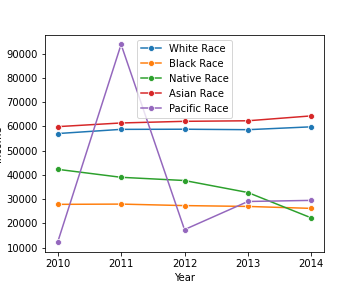 90000
80000
70000
60000
50000
40000
30000
20000
10000
White Race
Black Race
Native Race
Asian Race
Pacific Race
2010 2011 2012 2013 2014
Year